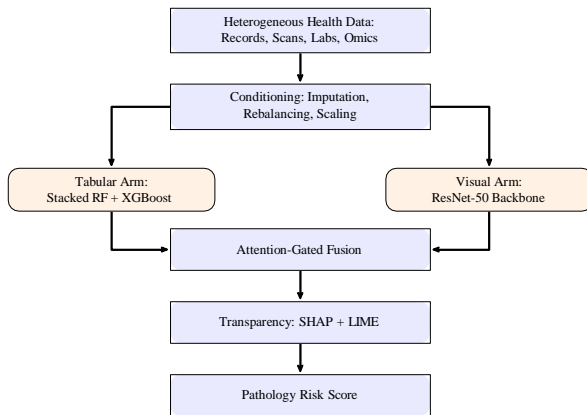 Heterogeneous Health Data:
Records, Scans, Labs, Omics
Conditioning: Imputation,
Rebalancing, Scaling
Tabular Arm:
Stacked RF + XGBoost
Visual Arm:
ResNet-50 Backbone
Attention-Gated Fusion
Transparency: SHAP + LIME
Pathology Risk Score